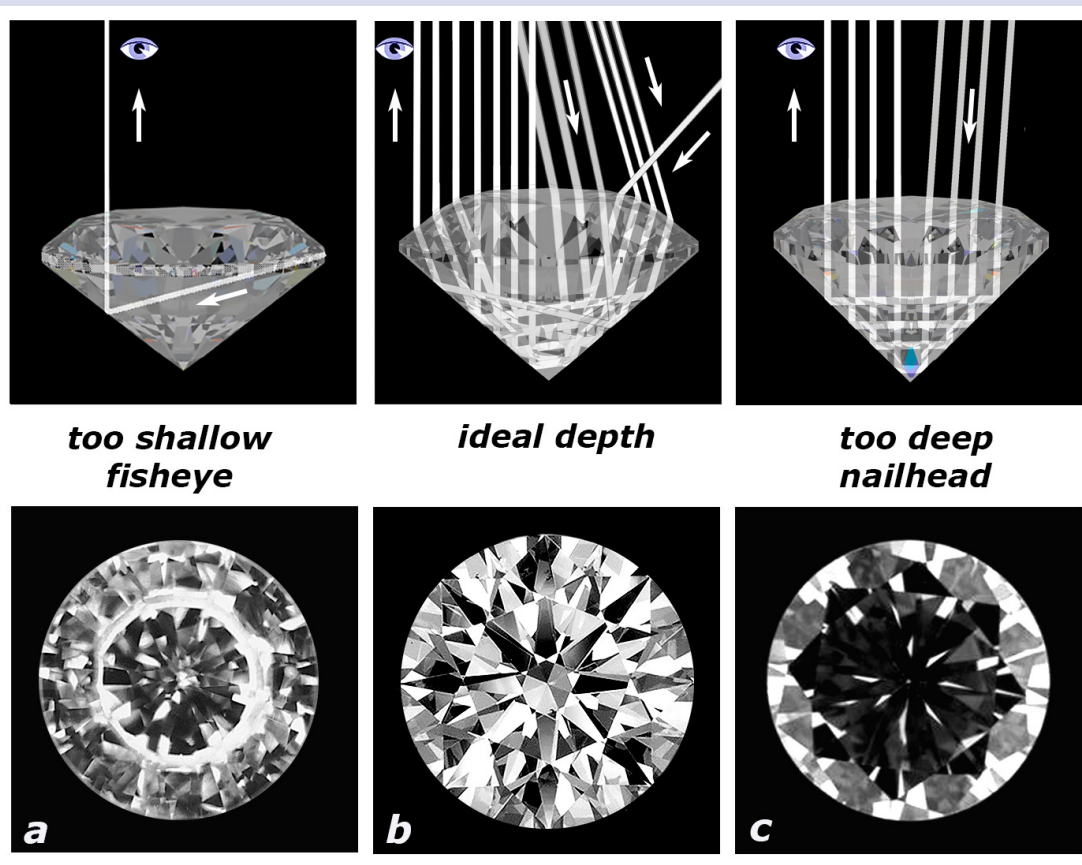 too shallow
fisheye
ideal depth
too deep
nailhead
a
b
c